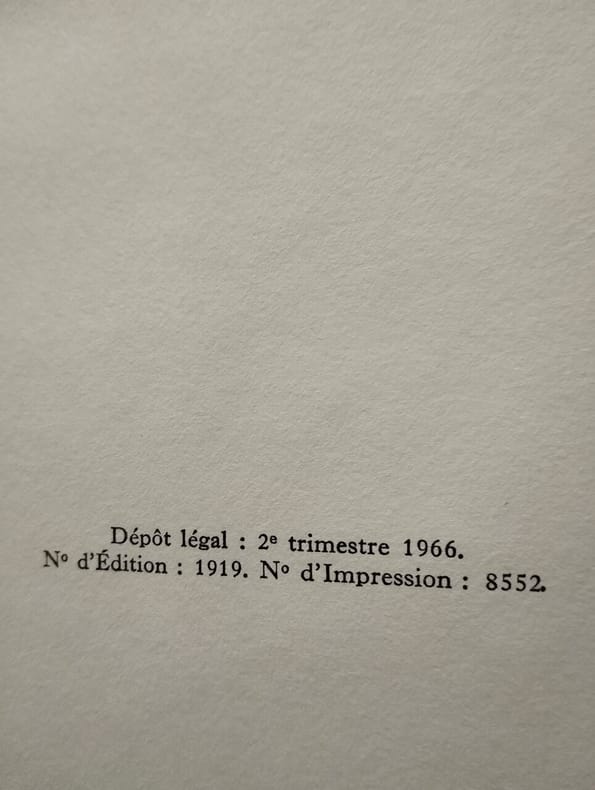 Dépôt légal : 2e trimestre 1966.
No d'Édition : 1919. No d'Impression : 8552.